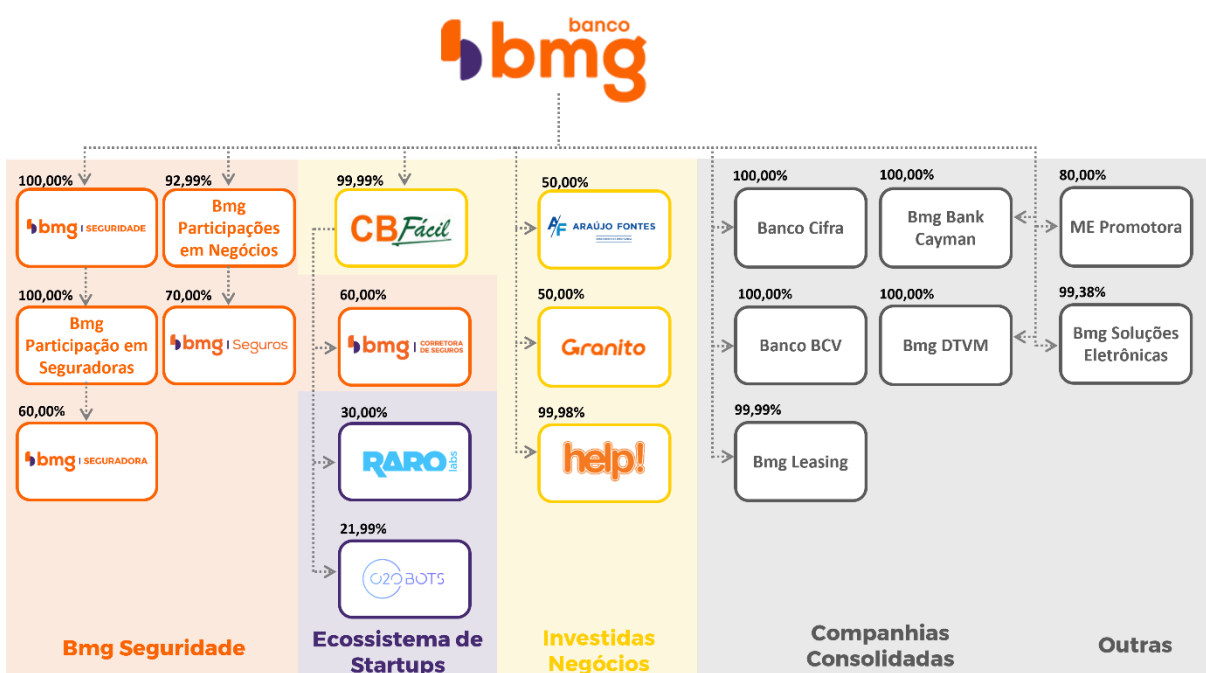 banco
bmg
100,00%
bmg | SEGURIDADE
92,99%
Bmg
Participações
em Negócios
99,99%
CB Fácil
50,00%
AF ARAÚJO FONTES
100,00%
Banco Cifra
100,00%
Bmg Bank
Cayman
80,00%
ME Promotora
100,00%
Bmg
Participação em
Seguradoras
70,00%
bmg | Seguros
60,00%
bmg | CORRETORA
DE SEGUROS
50,00%
Granito
100,00%
Banco BCV
100,00%
Bmg DTVM
99,38%
Bmg Soluções
Eletrônicas
60,00%
bmg | SEGURADORA
30,00%
RARO labs
99,98%
help!
99,99%
Bmg Leasing
21,99%
O2OBOTS
Bmg Seguridade
Ecossistema de
Startups
Investidas
Negócios
Companhias
Consolidadas
Outras